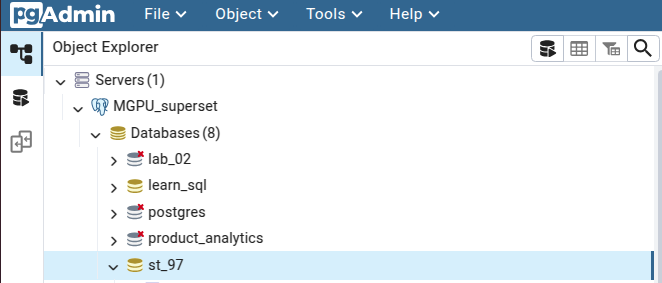 pgAdmin File Object Tools Help
Object Explorer
Servers (1)
MGPU_superset
Databases (8)
lab_02
learn_sql
postgres
product_analytics
st_97